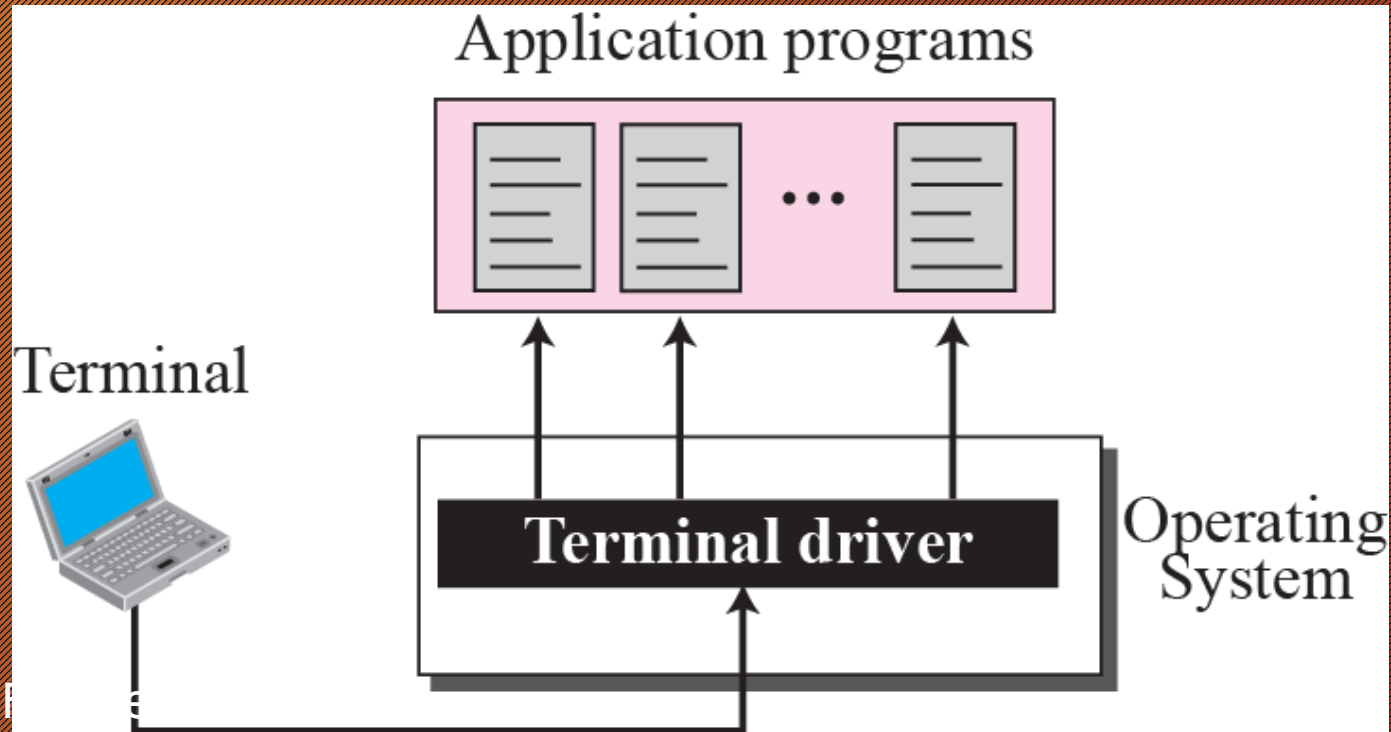 Application programs
Terminal
Terminal driver
Operating
System